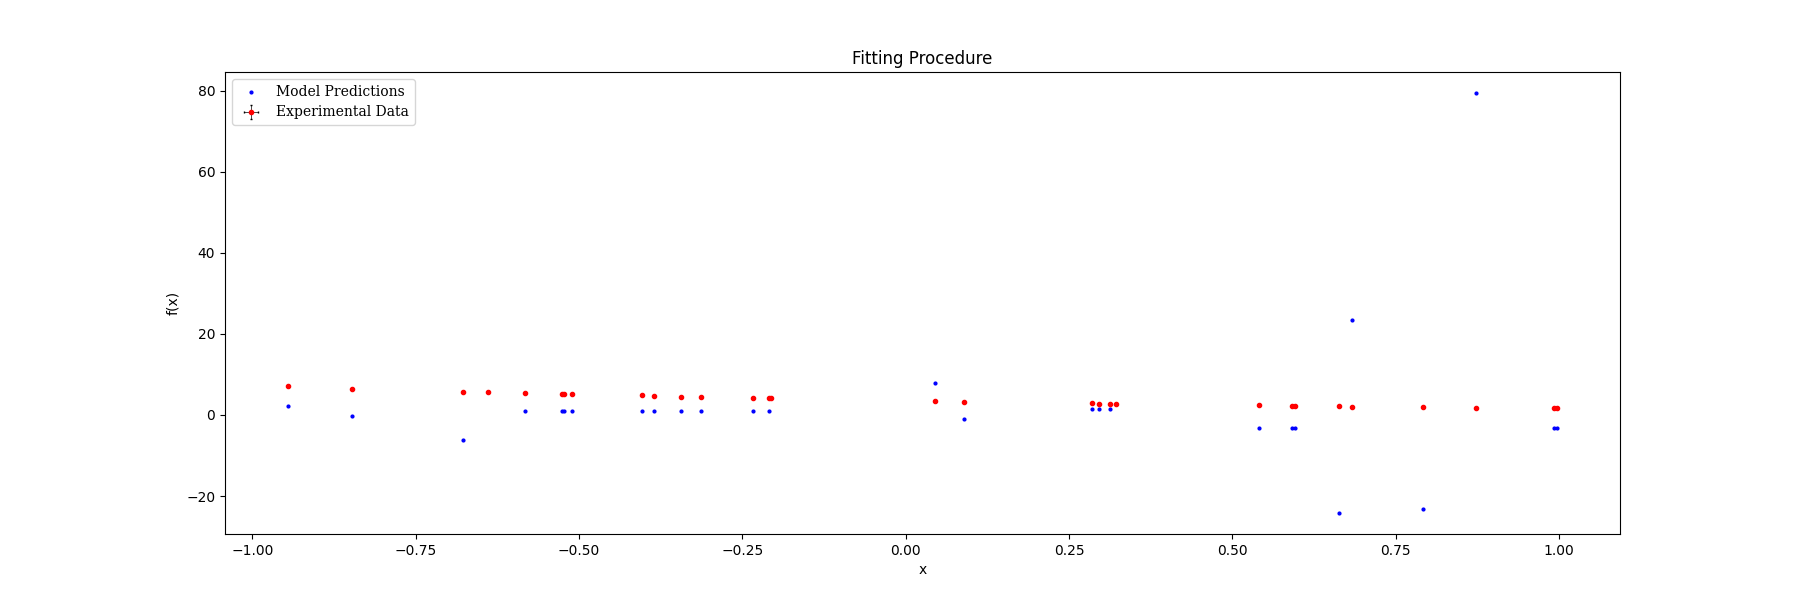 Fitting Procedure
Model Predictions
Experimental Data
80
60
40
20
0
−20
f(x)
−1.00 −0.75 −0.50 −0.25 0.00 0.25 0.50 0.75 1.00
x